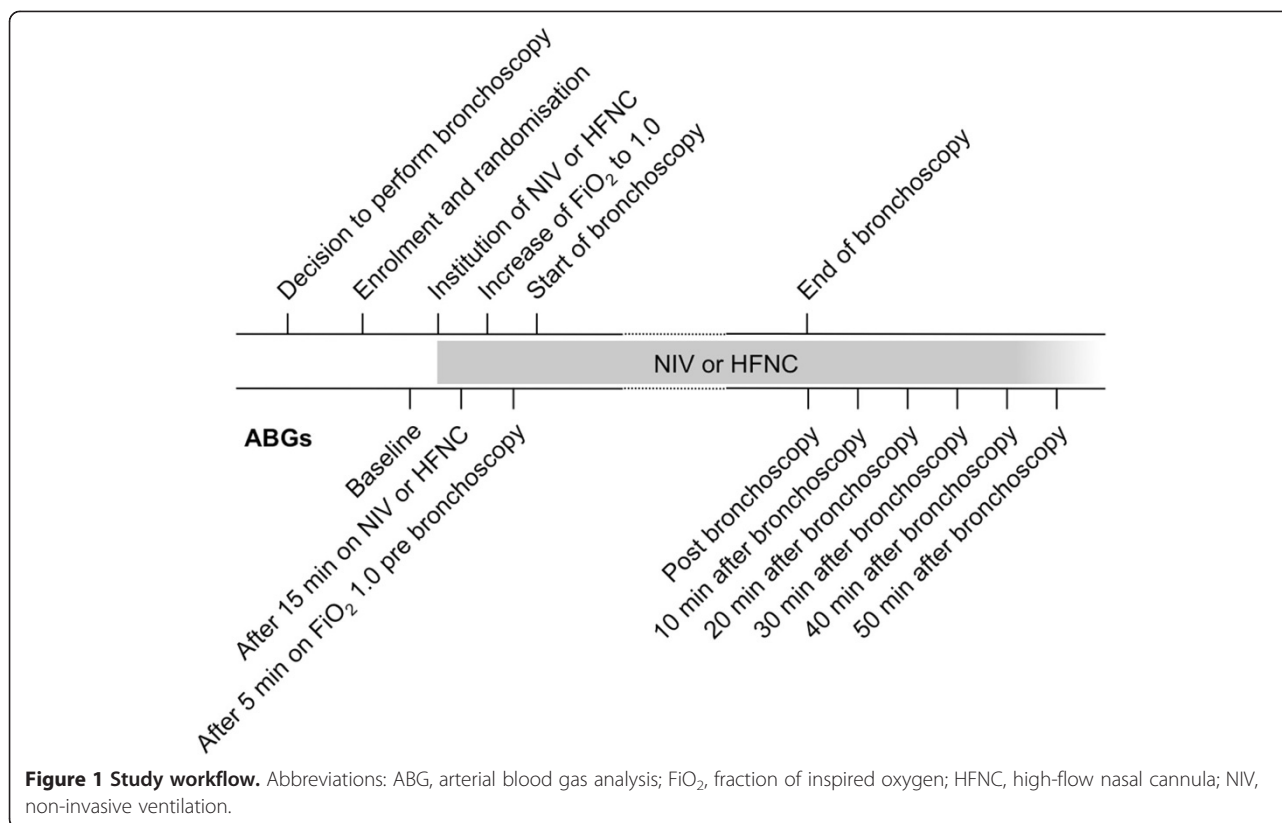 Decision to perform bronchoscopy
Enrolment and randomisation
Institution of NIV or HFNC
Increase of FiO₂ to 1.0
Start of bronchoscopy
End of bronchoscopy
NIV or HFNC
ABGs
Baseline
After 15 min on NIV or HFNC
After 5 min on FiO₂ 1.0 pre bronchoscopy
Post bronchoscopy
10 min after bronchoscopy
20 min after bronchoscopy
30 min after bronchoscopy
40 min after bronchoscopy
50 min after bronchoscopy
Figure 1 Study workflow. Abbreviations: ABG, arterial blood gas analysis; FiO₂, fraction of inspired oxygen; HFNC, high-flow nasal cannula; NIV,
non-invasive ventilation.